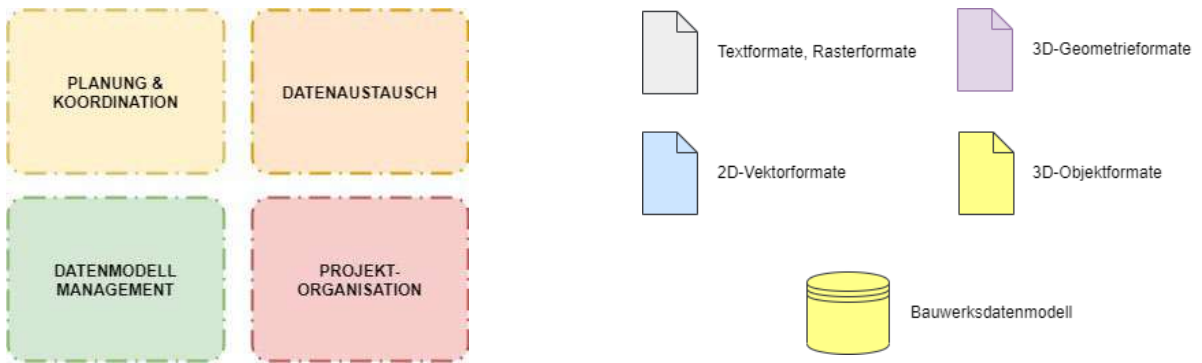 PLANUNG &
KOORDINATION
DATENAUSTAUSCH
DATENMODELL
MANAGEMENT
PROJEKT-
ORGANISATION
Textformate, Rasterformate
3D-Geometrieformate
2D-Vektorformate
3D-Objektformate
Bauwerksdatenmodell